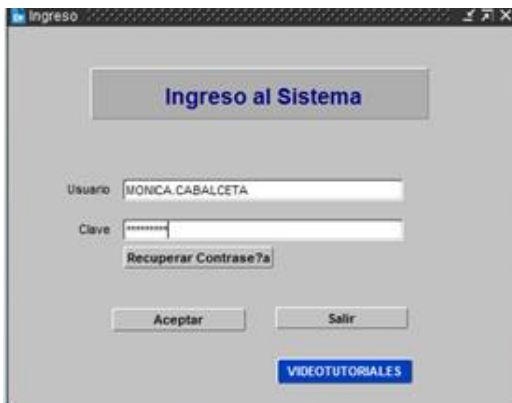 Ingreso
Ingreso al Sistema
Usuario MONICA.CABALCETA
Clave *********
Recuperar Contrase?a
Aceptar Salir
VIDEOTUTORIALES